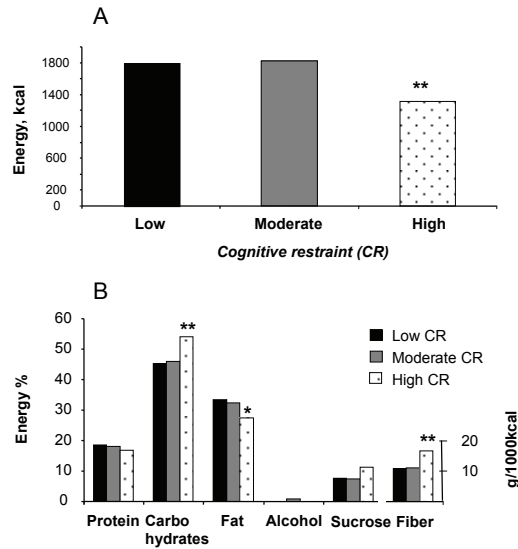 A
Energy, kcal
1800
1400
1000
600
200
0
**
Low Moderate High
Cognitive restraint (CR)
B
Energy %
60
50
40
30
20
10
0
**
*
**
Low CR
Moderate CR
High CR
20
10
g/1000kcal
Protein Carbo Fat Alcohol Sucrose Fiber
hydrates